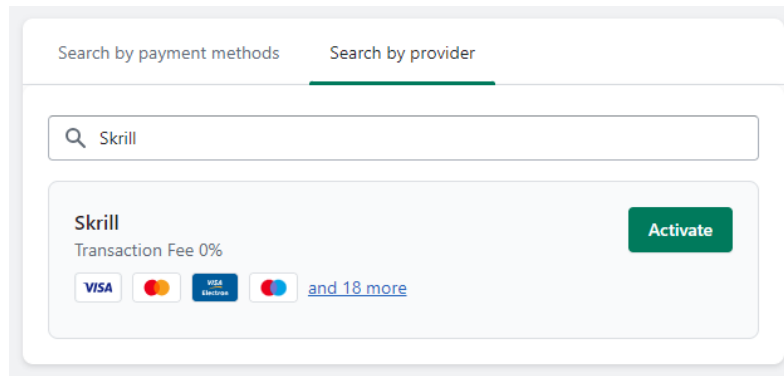 Search by payment methods Search by provider
Skrill
Skrill
Activate
Transaction Fee 0%
VISA
VISA
Electron
and 18 more